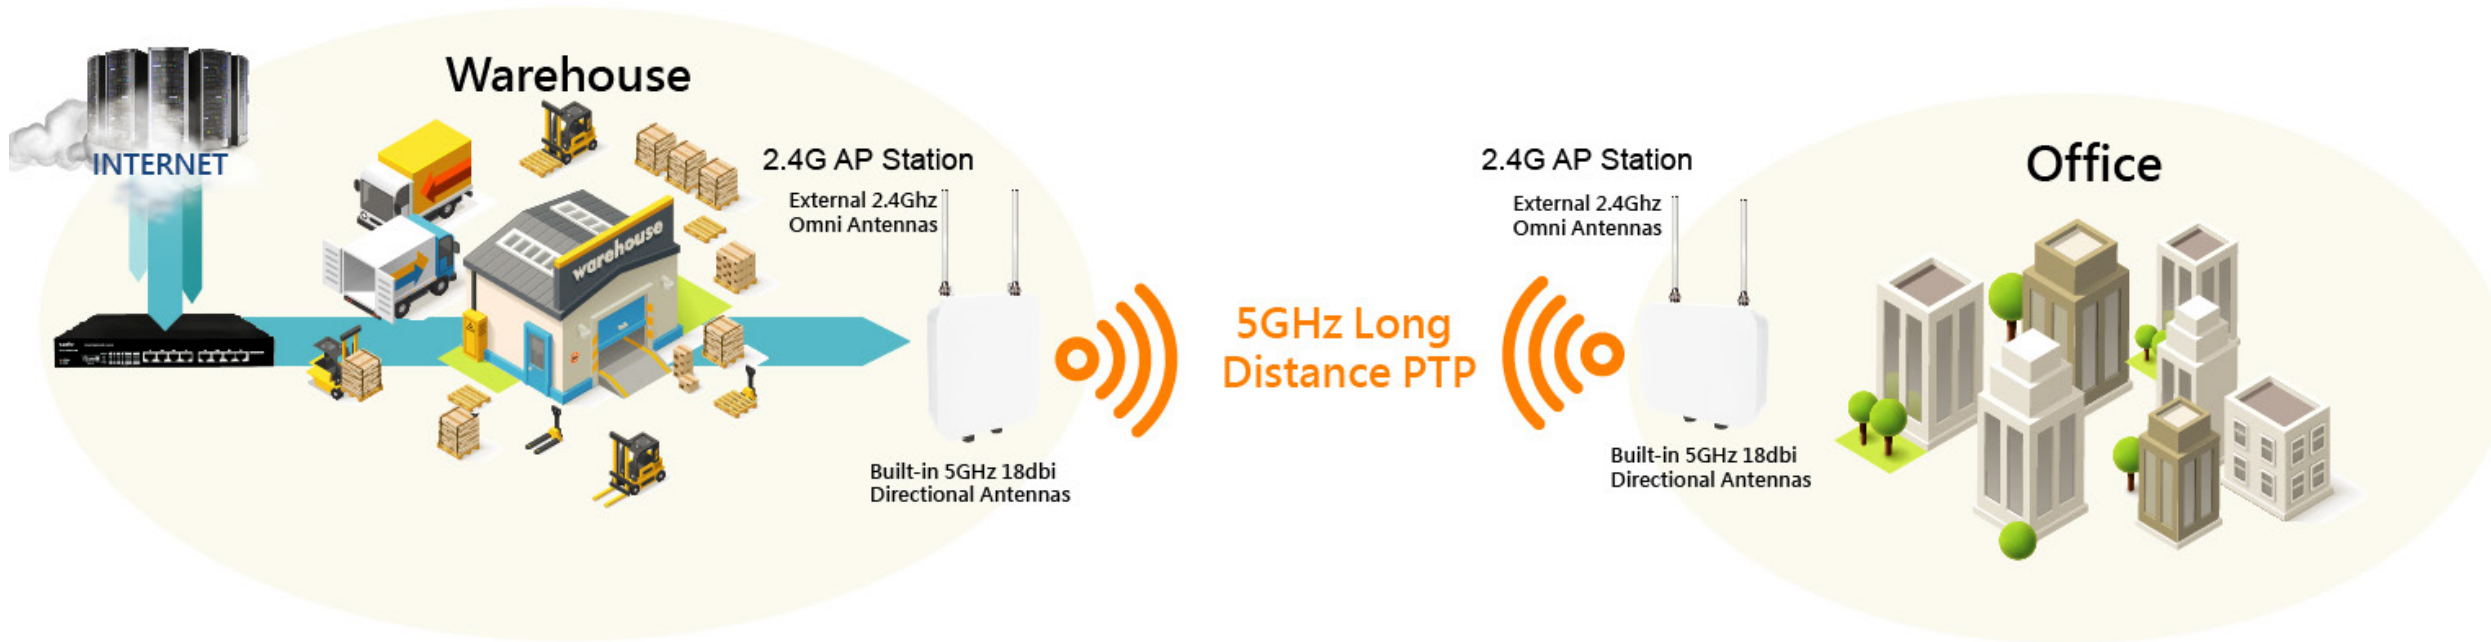 Warehouse
INTERNET
warehouse
2.4G AP Station
External 2.4Ghz
Omni Antennas
Built-in 5GHz 18dbi
Directional Antennas
5GHz Long
Distance PTP
2.4G AP Station
External 2.4Ghz
Omni Antennas
Built-in 5GHz 18dbi
Directional Antennas
Office